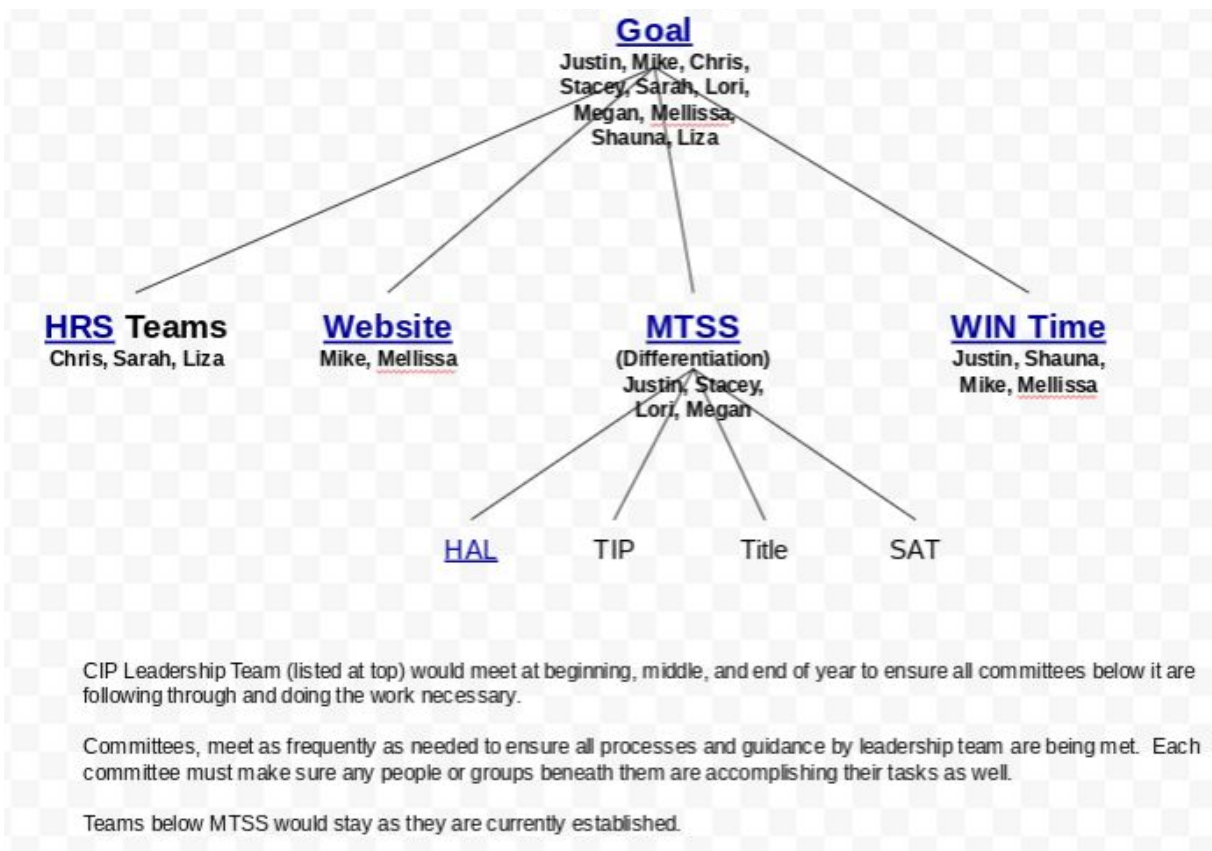 Goal
Justin, Mike, Chris,
Stacey, Sarah, Lori,
Megan, Mellissa,
Shauna, Liza
HRS Teams
Chris, Sarah, Liza
Website
Mike, Mellissa
MTSS
(Differentiation)
Justin, Stacey,
Lori, Megan
WIN Time
Justin, Shauna,
Mike, Mellissa
HAL
TIP
Title
SAT
CIP Leadership Team (listed at top) would meet at beginning, middle, and end of year to ensure all committees below it are
following through and doing the work necessary.
Committees, meet as frequently as needed to ensure all processes and guidance by leadership team are being met.  Each
committee must make sure any people or groups beneath them are accomplishing their tasks as well.
Teams below MTSS would stay as they are currently established.